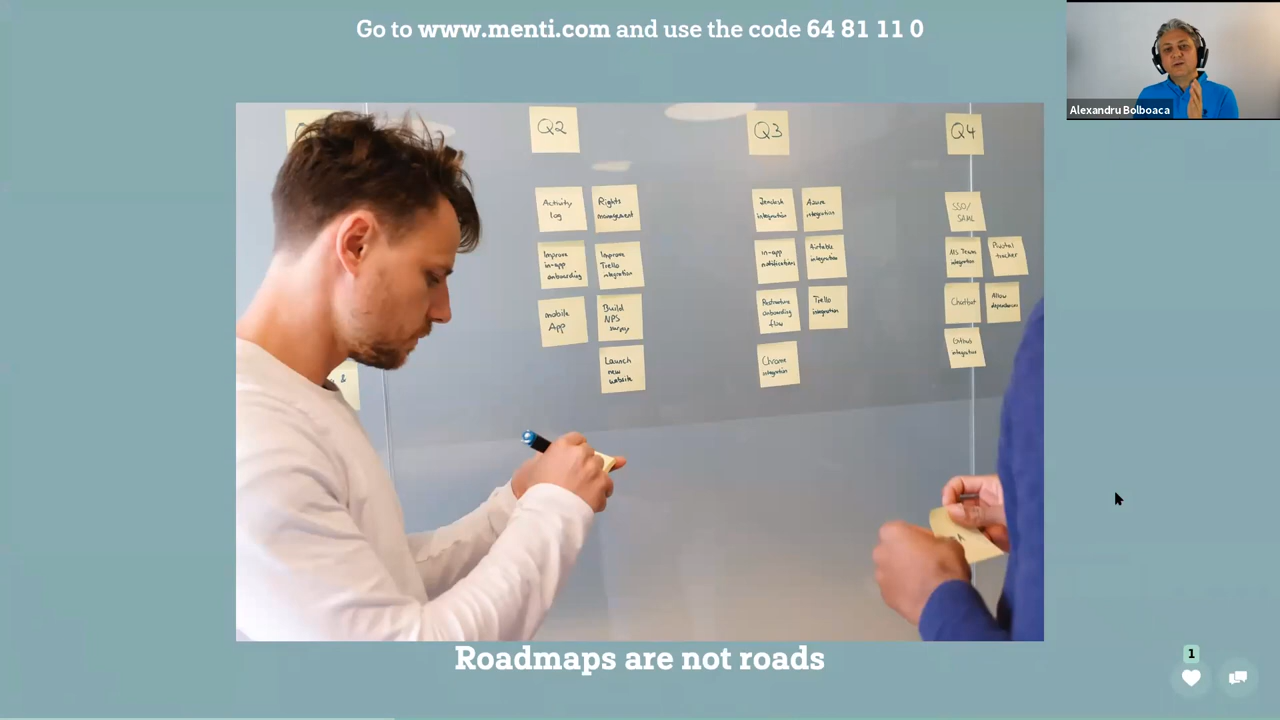 Go to www.menti.com and use the code 64 81 11 0
Alexandru Bolboaca
Q2
Q3
Q4
Activity
log
Rights
management
Improve
in-app
onboarding
Improve
Trello
integration
mobile
App
Build
NPS
survey
Launch
new
website
Zendesk
integration
Azure
integration
in-app
notifications
Airtable
integration
Restructure
onboarding
flow
Trello
integration
Chrome
integration
SSO/
SAML
MS Team
integration
Pivotal
tracker
Chatbot
Allow
dependencies
GitHub
integration
&
Roadmaps are not roads
1